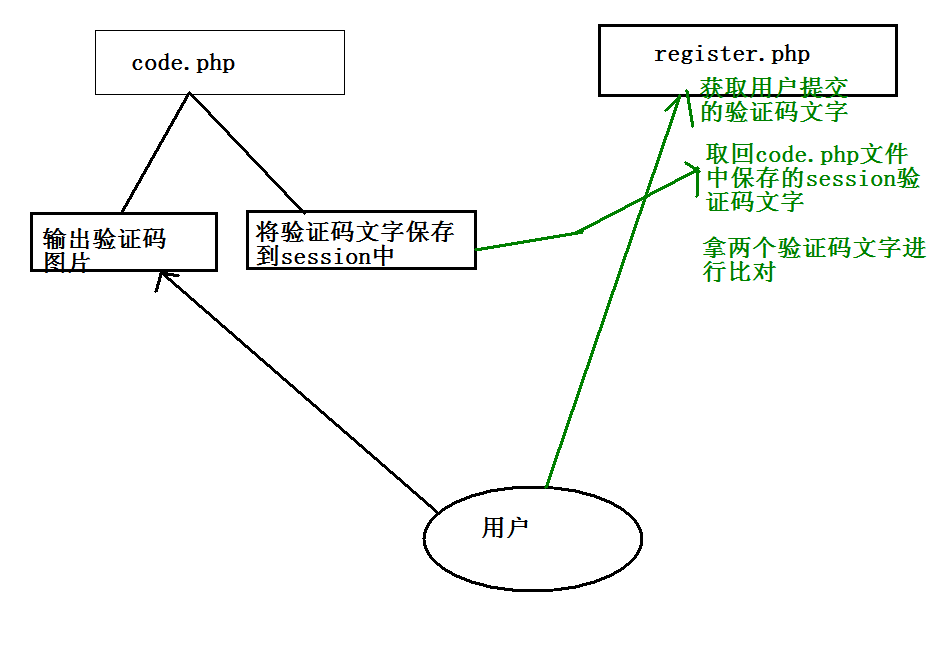 code.php
register.php
获取用户提交
的验证码文字
取回code.php文件
中保存的session验
证码文字
拿两个验证码文字进
行比对
输出验证码
图片
将验证码文字保存
到session中
用户